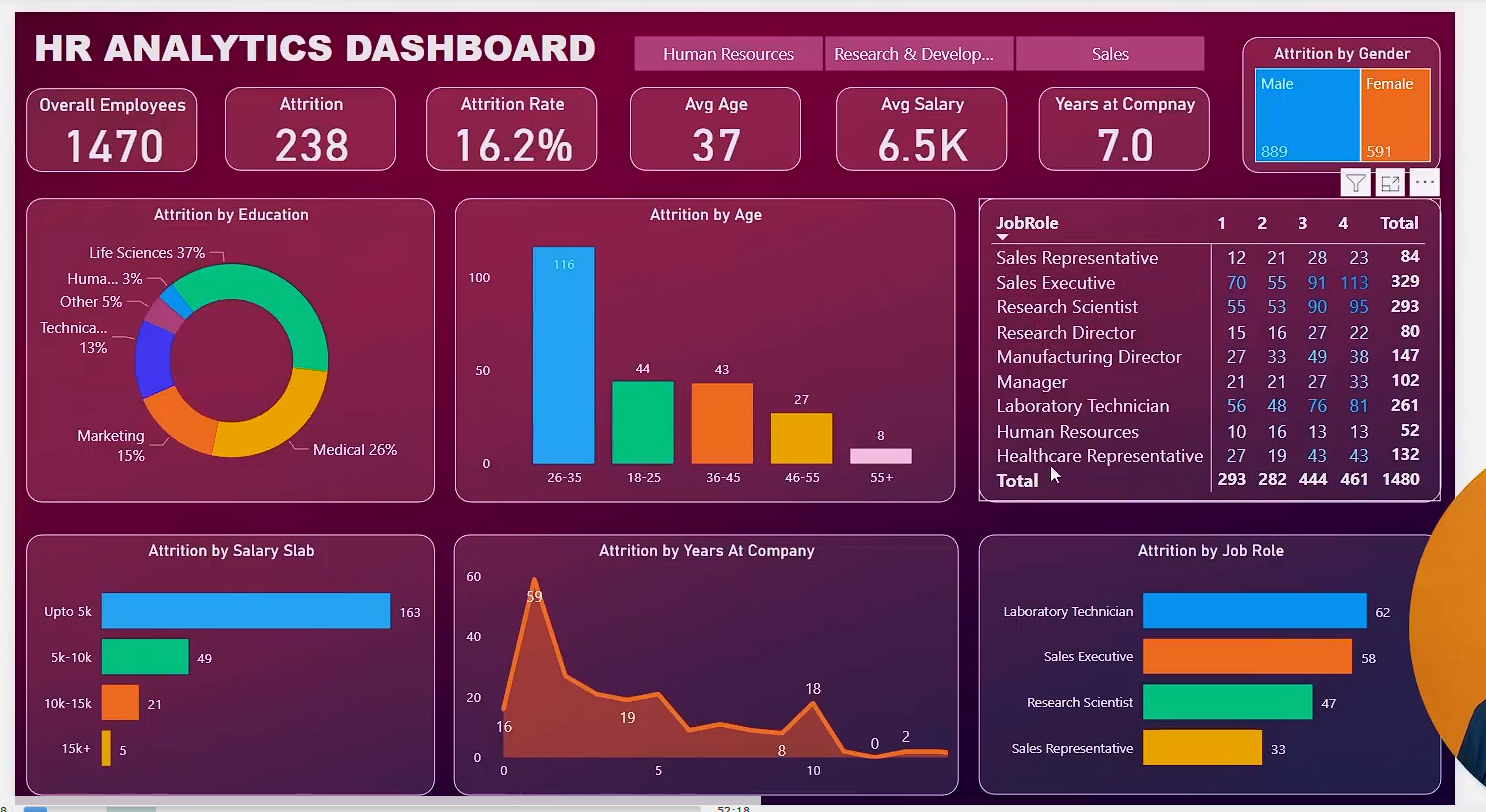 HR ANALYTICS DASHBOARD
Human Resources
Research & Develop...
Sales
Attrition by Gender
Male
Female
889
591
Overall Employees
1470
Attrition
238
Attrition Rate
16.2%
Avg Age
37
Avg Salary
6.5K
Years at Compnay
7.0
Attrition by Education
Life Sciences 37%
Huma... 3%
Other 5%
Technica...
13%
Marketing
15%
Medical 26%
Attrition by Age
100
50
0
116
44
43
27
8
26-35
18-25
36-45
46-55
55+
JobRole 1 2 3 4 Total
Sales Representative 12 21 28 23 84
Sales Executive 70 55 91 113 329
Research Scientist 55 53 90 95 293
Research Director 15 16 27 22 80
Manufacturing Director 27 33 49 38 147
Manager 21 21 27 33 102
Laboratory Technician 56 48 76 81 261
Human Resources 10 16 13 13 52
Healthcare Representative 27 19 43 43 132
Total 293 282 444 461 1480
Attrition by Salary Slab
Upto 5k 163
5k-10k 49
10k-15k 21
15k+ 5
Attrition by Years At Company
60
40
20
0
16
59
19
8
18
0
2
0
5
10
Attrition by Job Role
Laboratory Technician 62
Sales Executive 58
Research Scientist 47
Sales Representative 33